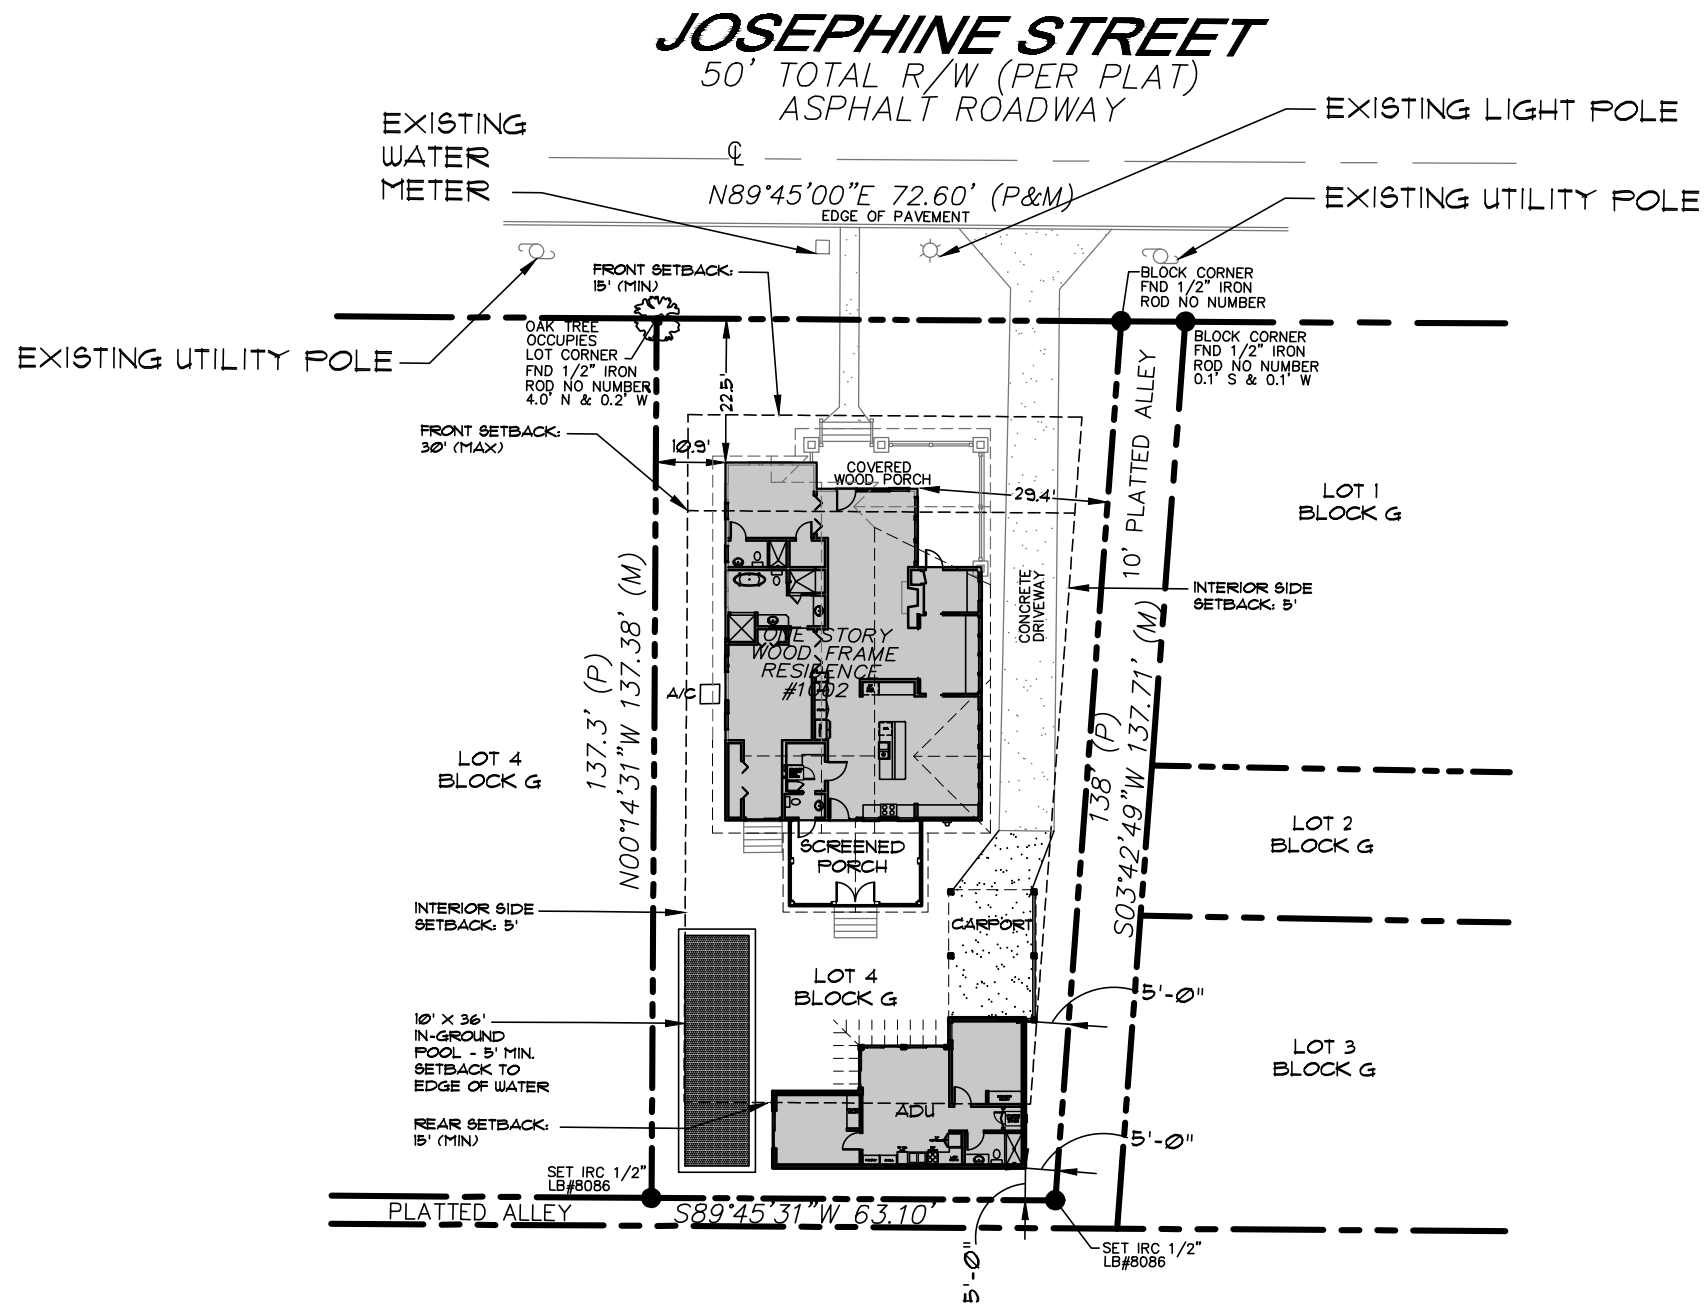 JOSEPHINE STREET
50' TOTAL R/W (PER PLAT)
ASPHALT ROADWAY
EXISTING
WATER
METER
EXISTING LIGHT POLE
N89°45'00"E 72.60' (P&M)
EDGE OF PAVEMENT
EXISTING UTILITY POLE
FRONT SETBACK:
15' (MIN)
BLOCK CORNER
FND 1/2" IRON
ROD NO NUMBER
OAK TREE
OCCUPIES
LOT CORNER
FND 1/2" IRON
ROD NO NUMBER
4.0' N & 0.2' W
BLOCK CORNER
FND 1/2" IRON
ROD NO NUMBER
0.1' S & 0.1' W
EXISTING UTILITY POLE
22.5'
10' PLATTED ALLEY
FRONT SETBACK:
30' (MAX)
10.9'
COVERED
WOOD PORCH
29.4'
LOT 1
BLOCK G
CONCRETE
DRIVEWAY
INTERIOR SIDE
SETBACK: 5'
ONE STORY
WOOD FRAME
RESIDENCE
#1002
A/C
137.3' (P)
N00°14'31"W 137.38' (M)
138' (P)
S03°42'49"W 137.71' (M)
LOT 4
BLOCK G
LOT 2
BLOCK G
SCREENED
PORCH
INTERIOR SIDE
SETBACK: 5'
CARPORT
LOT 4
BLOCK G
5'-0"
10' X 36'
IN-GROUND
POOL - 5' MIN.
SETBACK TO
EDGE OF WATER
LOT 3
BLOCK G
ADU
REAR SETBACK:
15' (MIN)
5'-0"
SET IRC 1/2"
LB#8086
PLATTED ALLEY
S89°45'31"W 63.10'
5'-0"
SET IRC 1/2"
LB#8086